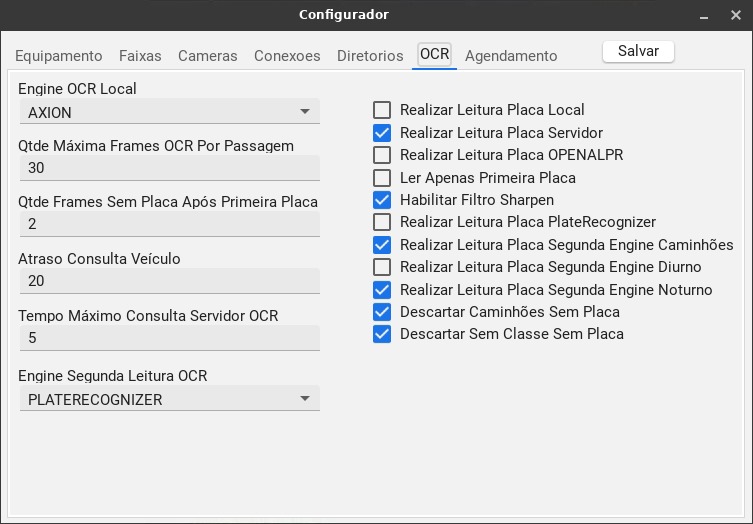 Configurador
Equipamento Faixas Cameras Conexoes Diretorios OCR Agendamento Salvar
Engine OCR Local
AXION
Qtde Máxima Frames OCR Por Passagem
30
Qtde Frames Sem Placa Após Primeira Placa
2
Atraso Consulta Veículo
20
Tempo Máximo Consulta Servidor OCR
5
Engine Segunda Leitura OCR
PLATERECOGNIZER
Realizar Leitura Placa Local
Realizar Leitura Placa Servidor
Realizar Leitura Placa OPENALPR
Ler Apenas Primeira Placa
Habilitar Filtro Sharpen
Realizar Leitura Placa PlateRecognizer
Realizar Leitura Placa Segunda Engine Caminhões
Realizar Leitura Placa Segunda Engine Diurno
Realizar Leitura Placa Segunda Engine Noturno
Descartar Caminhões Sem Placa
Descartar Sem Classe Sem Placa